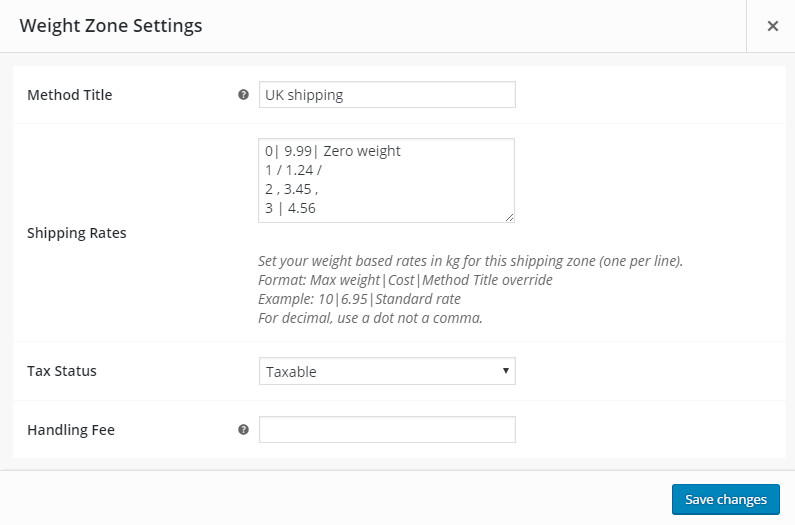 Weight Zone Settings
Method Title
UK shipping
0| 9.99| Zero weight
1 / 1.24 /
2 , 3.45 ,
3 | 4.56
Shipping Rates
Set your weight based rates in kg for this shipping zone (one per line).
Format: Max weight|Cost|Method Title override
Example: 10|6.95|Standard rate
For decimal, use a dot not a comma.
Tax Status
Taxable
Handling Fee
Save changes